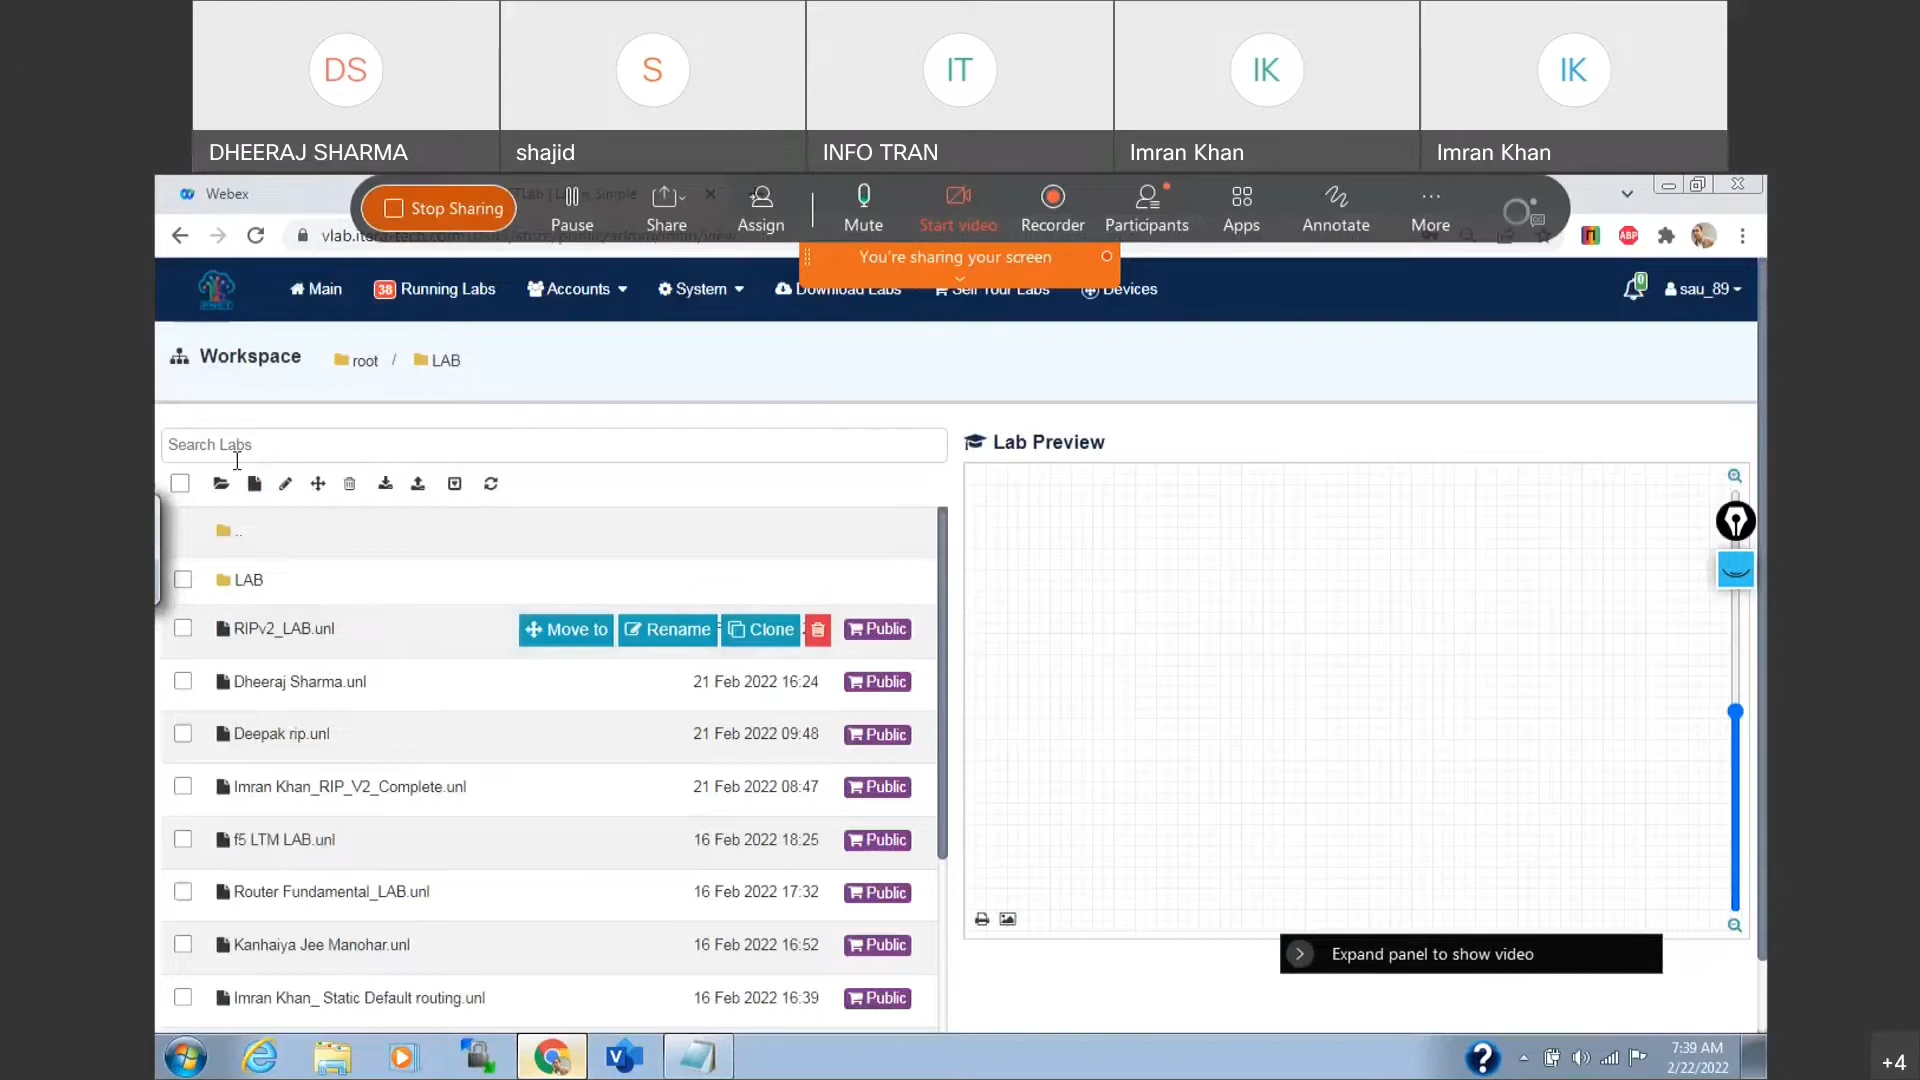 DS
S
IT
IK
IK
DHEERAJ SHARMA
shajid
INFO TRAN
Imran Khan
Imran Khan
Webex
Stop Sharing
Pause
Share
Assign
Mute
Start video
Recorder
Participants
Apps
Annotate
More
You're sharing your screen
ABP
Main
38 Running Labs
Accounts
System
Download Labs
Sell Your Labs
Devices
0
sau_89
Workspace
root / LAB
Search Labs
Lab Preview
..
LAB
RIPv2_LAB.unl
Move to
Rename
Clone
Public
Dheeraj Sharma.unl 21 Feb 2022 16:24 Public
Deepak rip.unl 21 Feb 2022 09:48 Public
Imran Khan_RIP_V2_Complete.unl 21 Feb 2022 08:47 Public
f5 LTM LAB.unl 16 Feb 2022 18:25 Public
Router Fundamental_LAB.unl 16 Feb 2022 17:32 Public
Kanhaiya Jee Manohar.unl 16 Feb 2022 16:52 Public
Imran Khan_ Static Default routing.unl 16 Feb 2022 16:39 Public
Expand panel to show video
7:39 AM
2/22/2022
+4